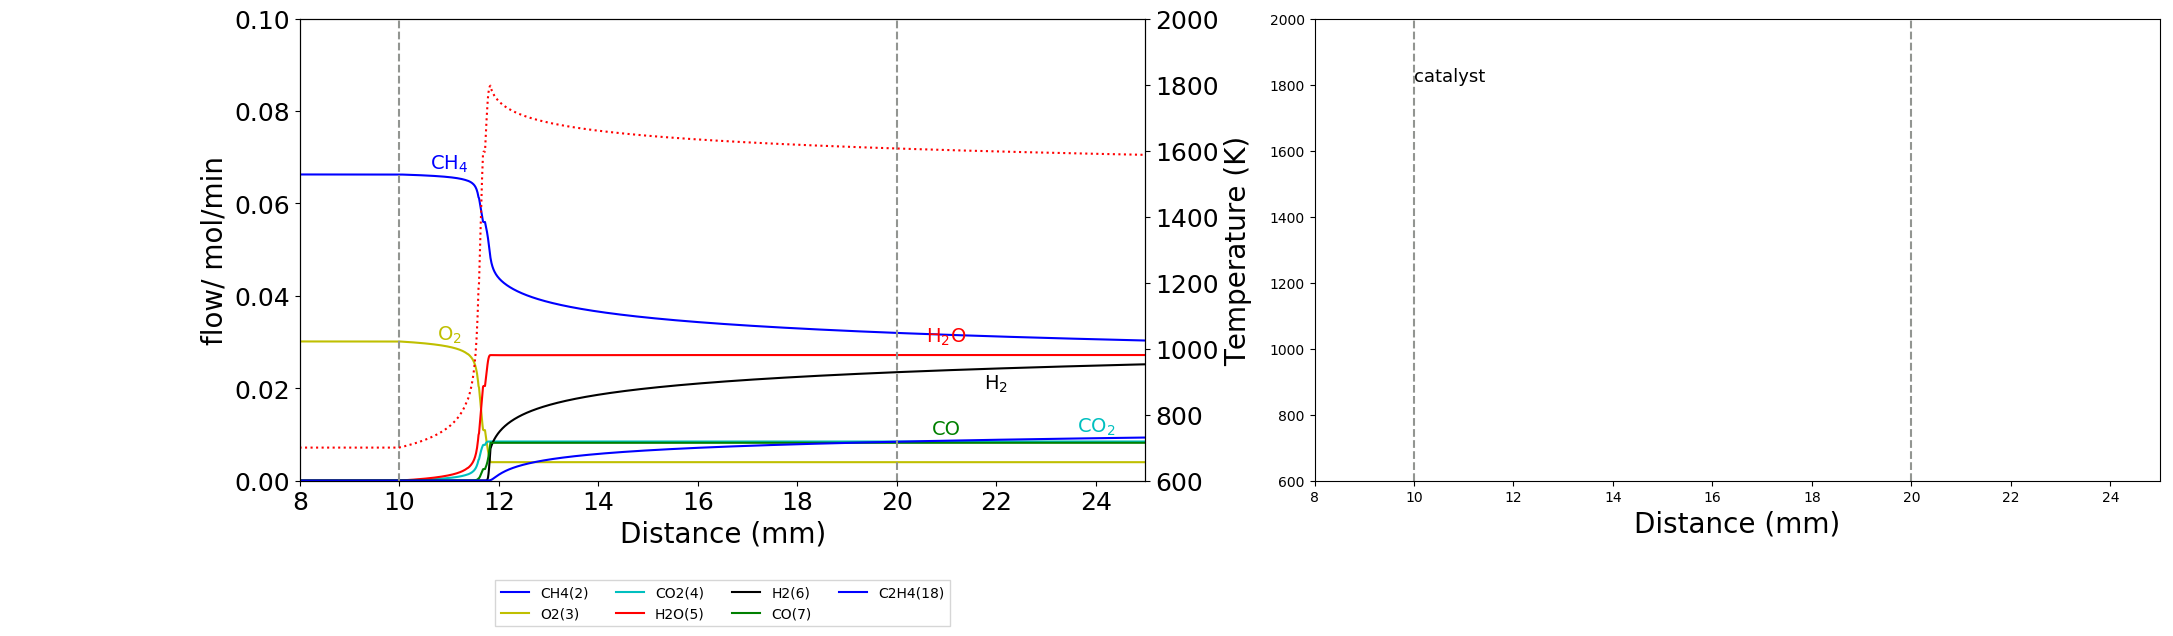 0.10
0.08
0.06
0.04
0.02
0.00
flow/ mol/min
8 10 12 14 16 18 20 22 24
Distance (mm)
2000
1800
1600
1400
1200
1000
800
600
Temperature (K)
CH₄
O₂
H₂O
H₂
CO
CO₂
CH4(2) CO2(4) H2(6) C2H4(18)
O2(3) H2O(5) CO(7)
2000
1800
1600
1400
1200
1000
800
600
catalyst
8 10 12 14 16 18 20 22 24
Distance (mm)